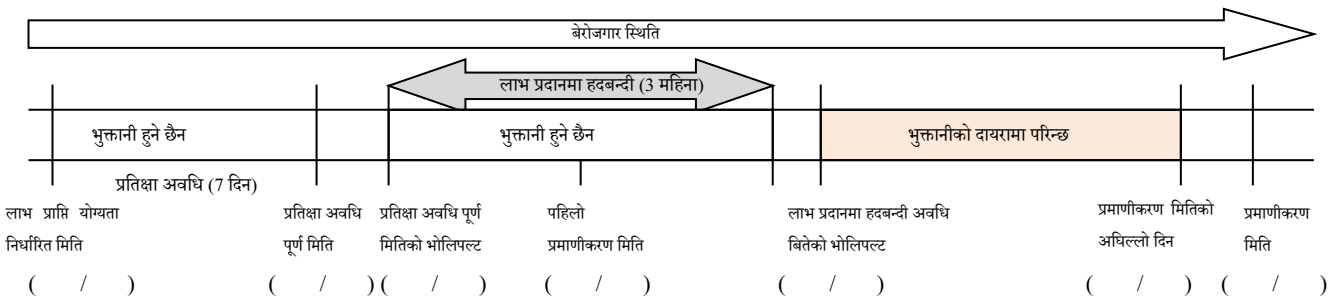 बेरोजगार स्थिति
लाभ प्रदानमा हदबन्दी (3 महिना)
भुक्तानी हुने छैन
भुक्तानी हुने छैन
भुक्तानीको दायरामा परिन्छ
प्रतिक्षा अवधि (7 दिन)
लाभ प्राप्ति योग्यता
निर्धारित मिति
( / )
प्रतिक्षा अवधि
पूर्ण मिति
( / )
प्रतिक्षा अवधि पूर्ण
मितिको भोलिपल्ट
( / )
पहिलो
प्रमाणीकरण मिति
( / )
लाभ प्रदानमा हदबन्दी अवधि
बितेको भोलिपल्ट
( / )
प्रमाणीकरण मितिको
अघिल्लो दिन
( / )
प्रमाणीकरण
मिति
( / )